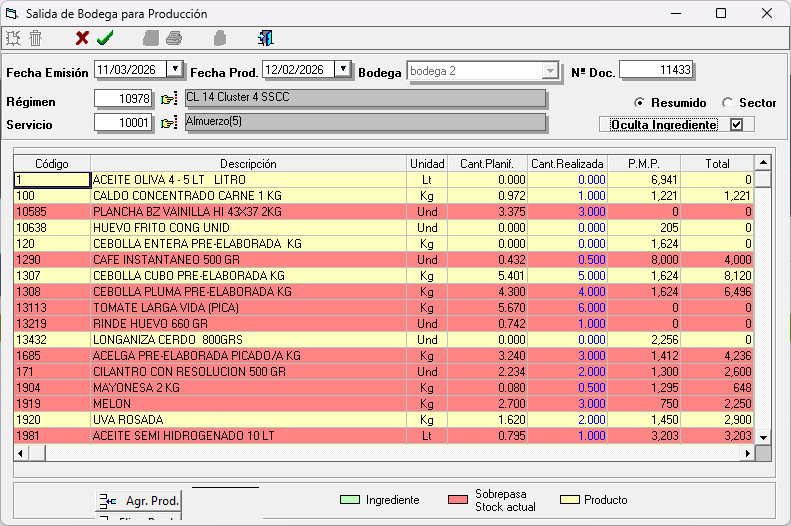 Salida de Bodega para Producción
Fecha Emisión 11/03/2026 Fecha Prod. 12/02/2026 Bodega bodega 2 Nº Doc. 11433
Régimen 10978 CL 14 Cluster 4 SSCC Resumido Sector
Servicio 10001 Almuerzo(5) Oculta Ingrediente
Código Descripción Unidad Cant.Planif. Cant.Realizada P.M.P. Total
1 ACEITE OLIVA 4 - 5 LT LITRO Lt 0.000 0.000 6,941 0
100 CALDO CONCENTRADO CARNE 1 KG Kg 0.972 1.000 1,221 1,221
10585 PLANCHA BZ VAINILLA HI 43X37 2KG Und 3.375 3.000 0 0
10638 HUEVO FRITO CONG UNID Und 0.000 0.000 205 0
120 CEBOLLA ENTERA PRE-ELABORADA KG Kg 0.000 0.000 1,624 0
1290 CAFE INSTANTANEO 500 GR Und 0.432 0.500 8,000 4,000
1307 CEBOLLA CUBO PRE-ELABORADA KG Kg 5.401 5.000 1,624 8,120
1308 CEBOLLA PLUMA PRE-ELABORADA KG Kg 4.300 4.000 1,624 6,496
13113 TOMATE LARGA VIDA (PICA) Kg 5.670 6.000 0 0
13219 RINDE HUEVO 660 GR Und 0.742 1.000 0 0
13432 LONGANIZA CERDO 800GRS Und 0.000 0.000 2,256 0
1685 ACELGA PRE-ELABORADA PICADO/A KG Kg 3.240 3.000 1,412 4,236
171 CILANTRO CON RESOLUCION 500 GR Und 2.234 2.000 1,300 2,600
1904 MAYONESA 2 KG Kg 0.080 0.500 1,295 648
1919 MELON Kg 2.700 3.000 750 2,250
1920 UVA ROSADA Kg 1.620 2.000 1,450 2,900
1981 ACEITE SEMI HIDROGENADO 10 LT Lt 0.795 1.000 3,203 3,203
Agr. Prod. Ingrediente Sobrepasa Stock actual Producto